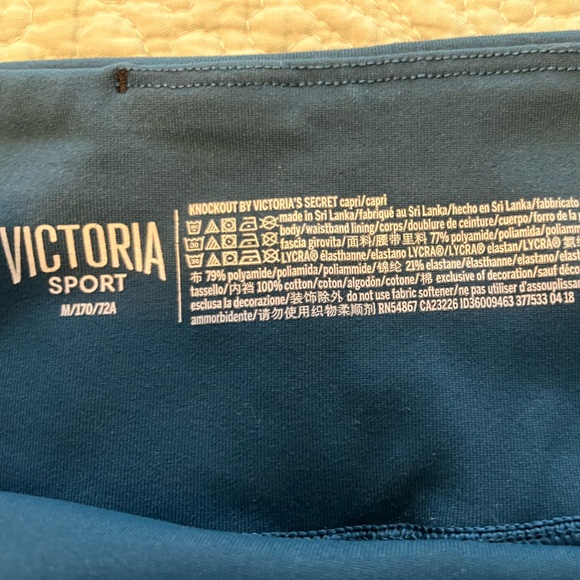 VICTORIA
SPORT
M/170/72A
KNOCKOUT BY VICTORIA'S SECRET capri/capri
made in Sri Lanka/fabriqué au Sri Lanka/hecho en Sri Lanka/fabbricato
body/waistband lining/corps/doublure de ceinture/cuerpo/forro de la
fascia girovita/面料/腰带里料 77% polyamide/poliamida/poliammide
LYCRA® élasthanne/elastano LYCRA®/LYCRA® elastan/LYCRA® 氨
布 79% polyamide/poliamida/poliammide/锦纶 21% elastane/élasthanne
tassello/内裆 100% cotton/coton/algodón/cotone/棉 exclusive of decoration/sauf déco
esclusa la decorazione/装饰除外 do not use fabric softener/ne pas utiliser d'assouplissant
ammorbidente/请勿使用织物柔顺剂 RN54867 CA23226 ID36009463 377533 04 18